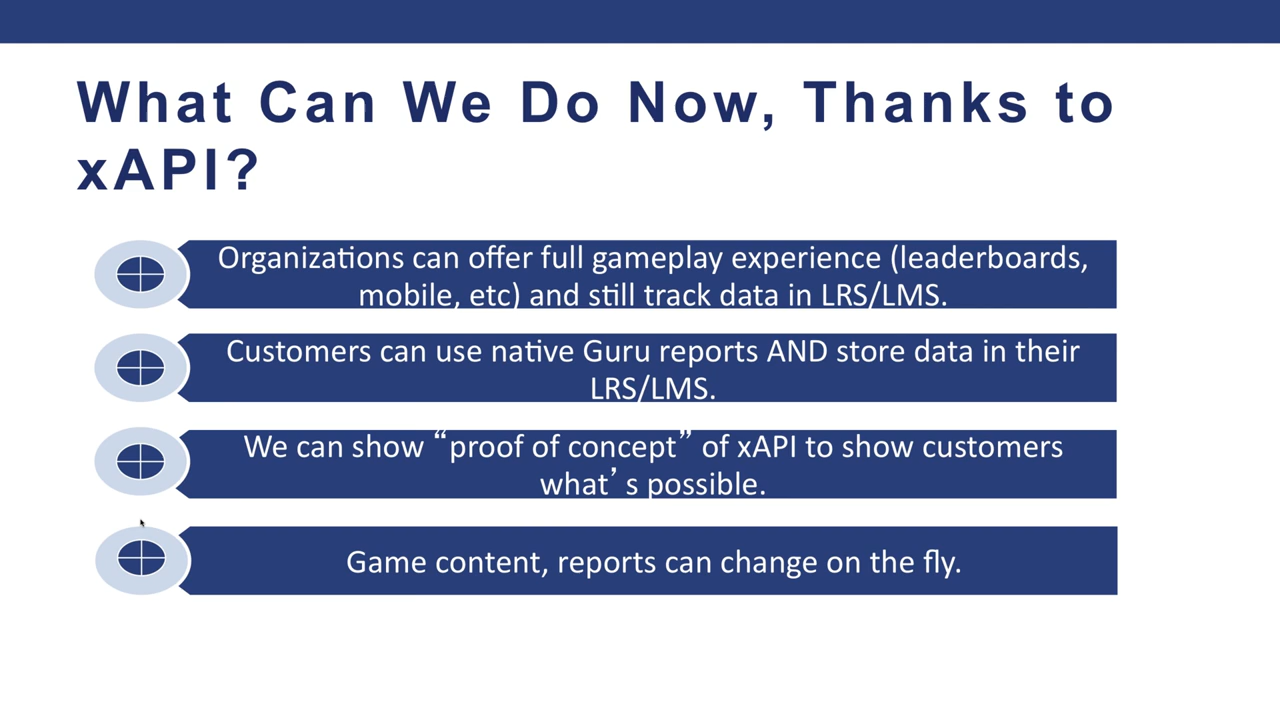 What Can We Do Now, Thanks to
xAPI?
Organizations can offer full gameplay experience (leaderboards,
mobile, etc) and still track data in LRS/LMS.
Customers can use native Guru reports AND store data in their
LRS/LMS.
We can show “proof of concept” of xAPI to show customers
what’s possible.
Game content, reports can change on the fly.